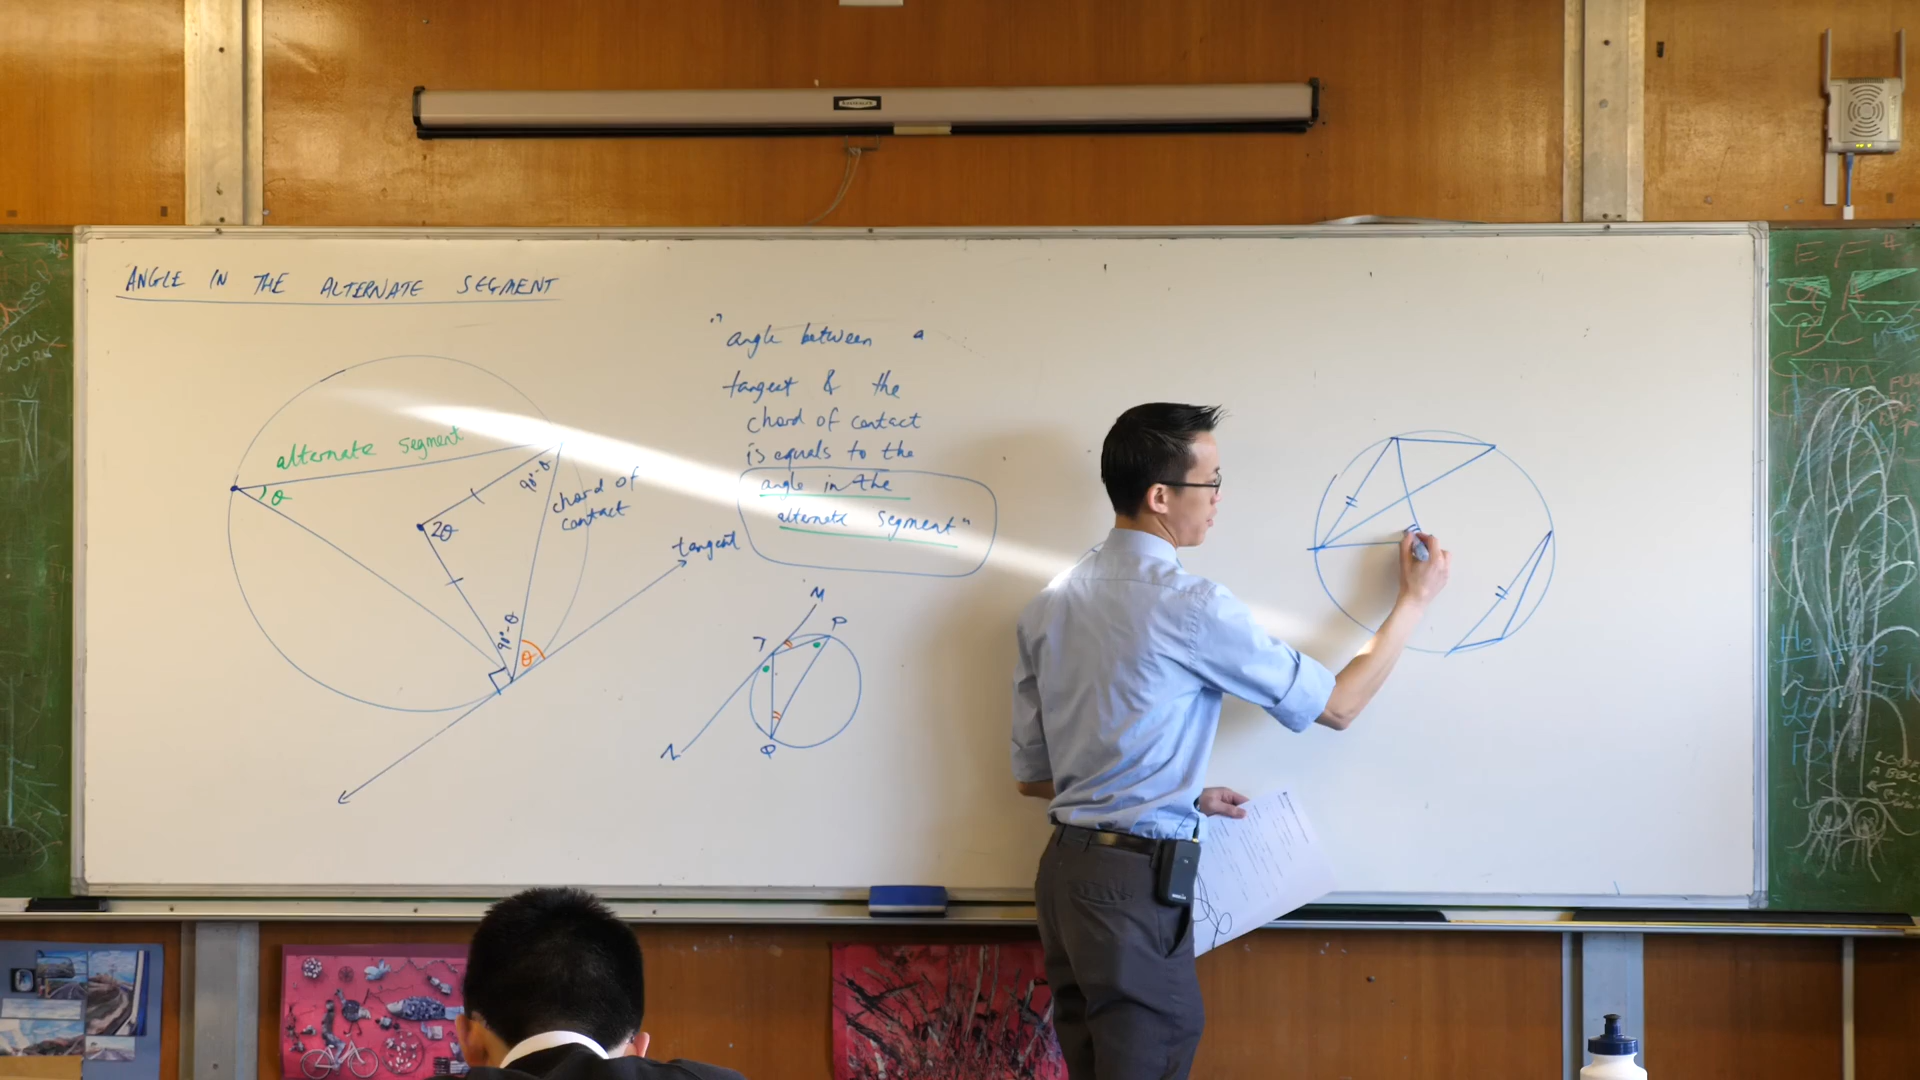 ANGLE IN THE ALTERNATE SEGMENT
alternate segment
θ
2θ
90°-θ
chord of
contact
tangent
90°-θ
θ
"angle between a
tangent & the
chord of contact
is equals to the
angle in the
alternate segment"
M
P
T
N
Q